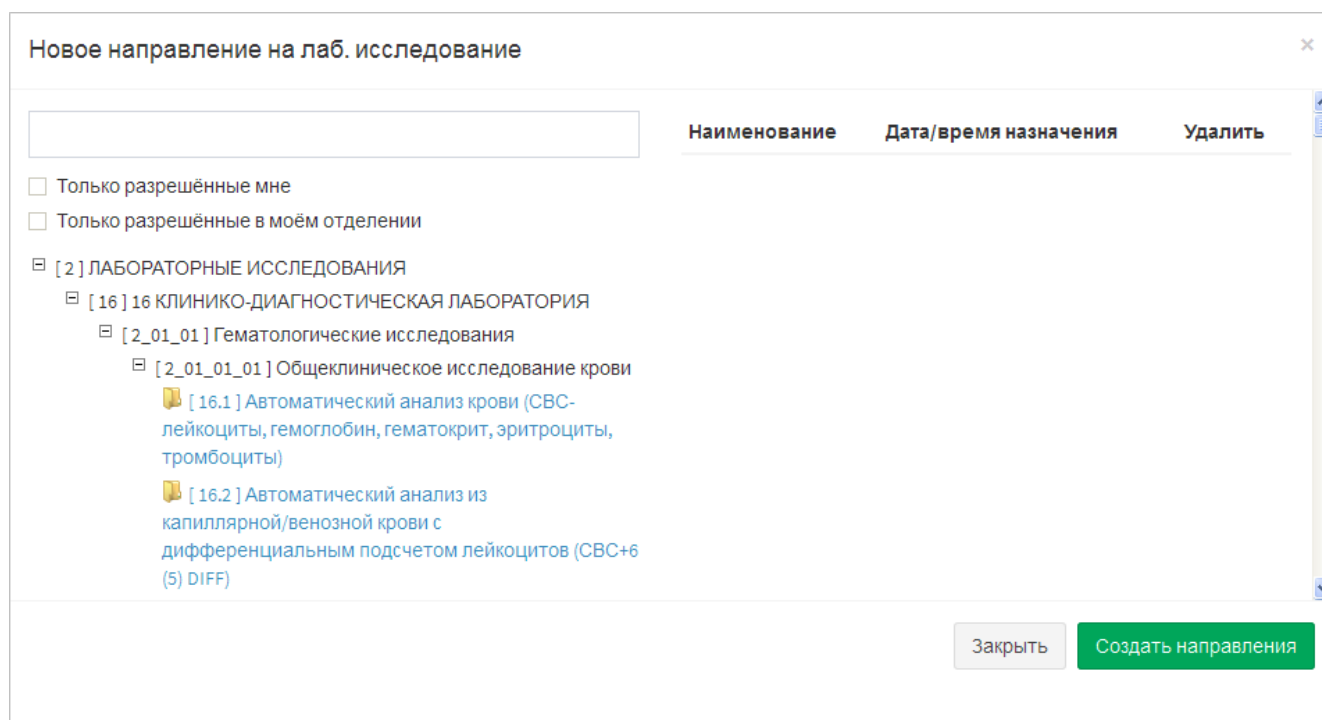 Новое направление на лаб. исследование
×
Наименование Дата/время назначения Удалить
Только разрешённые мне
Только разрешённые в моём отделении
[ 2 ] ЛАБОРАТОРНЫЕ ИССЛЕДОВАНИЯ
[ 16 ] 16 КЛИНИКО-ДИАГНОСТИЧЕСКАЯ ЛАБОРАТОРИЯ
[ 2_01_01 ] Гематологические исследования
[ 2_01_01_01 ] Общеклиническое исследование крови
[ 16.1 ] Автоматический анализ крови (СВС-
лейкоциты, гемоглобин, гематокрит, эритроциты,
тромбоциты)
[ 16.2 ] Автоматический анализ из
капиллярной/венозной крови с
дифференциальным подсчетом лейкоцитов (СВС+6
(5) DIFF)
Закрыть Создать направления